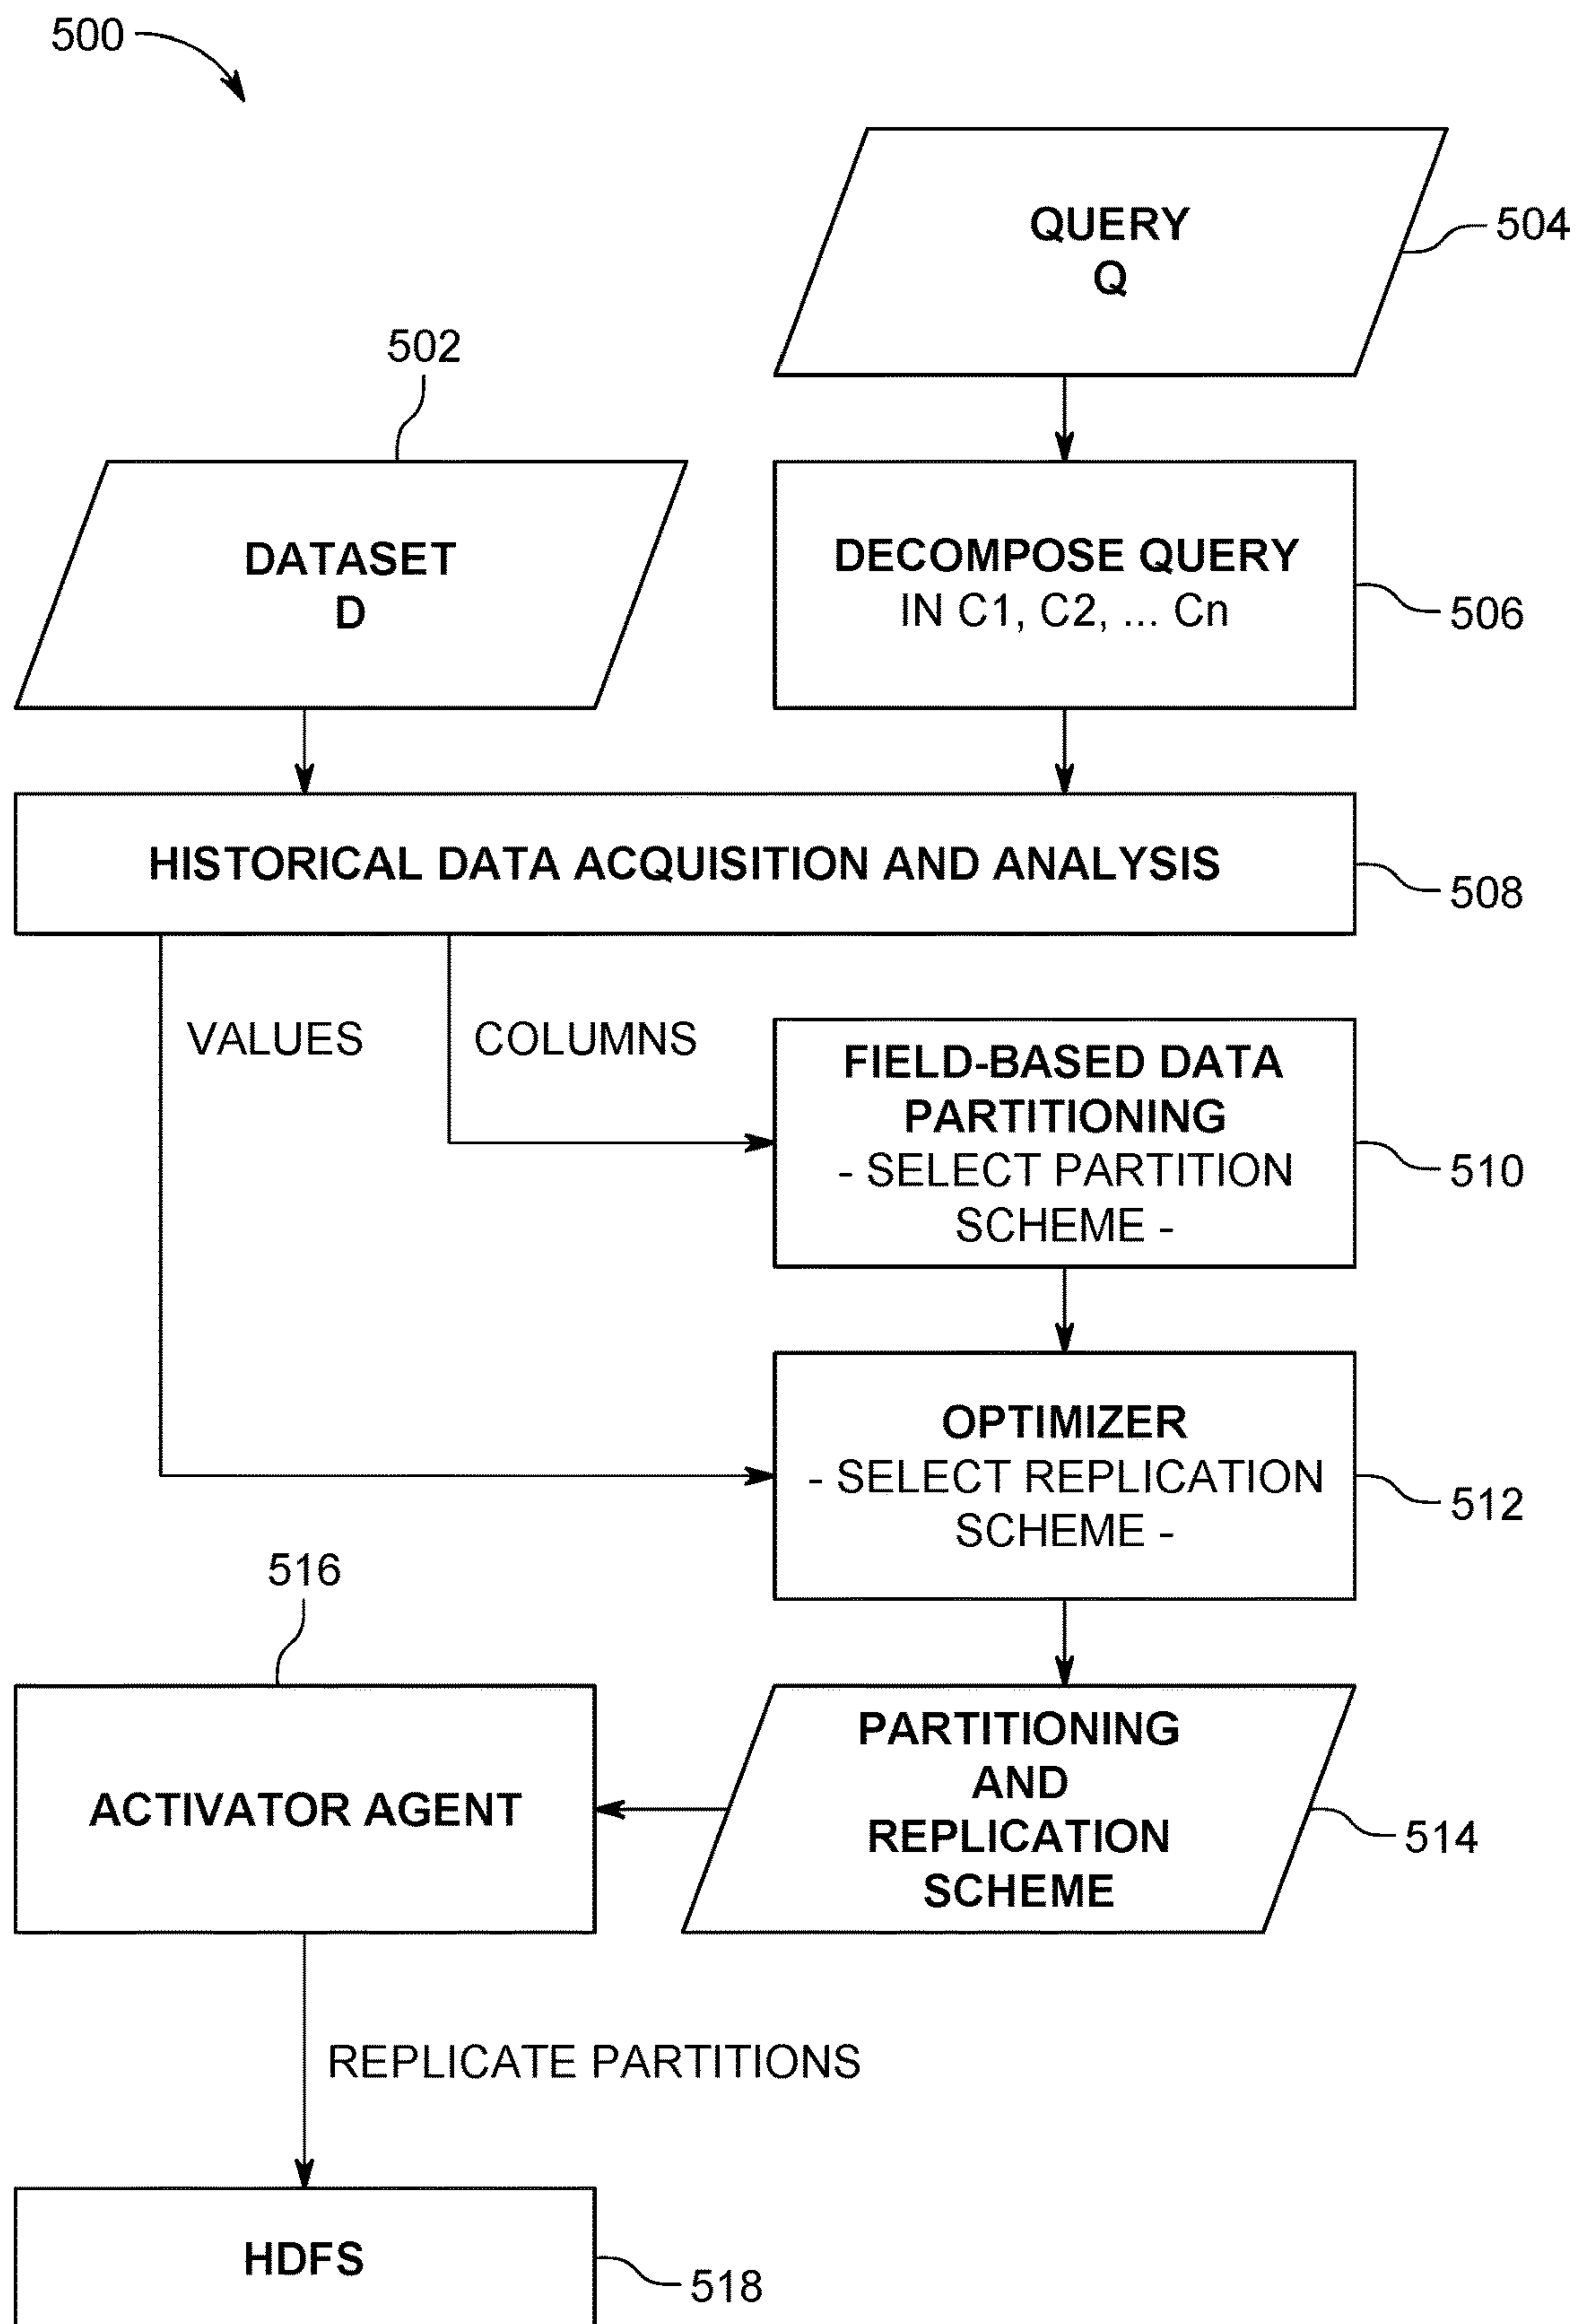 500
QUERY
Q
504
502
DATASET
D
DECOMPOSE QUERY
IN C1, C2, ... Cn
506
HISTORICAL DATA ACQUISITION AND ANALYSIS
508
VALUES
COLUMNS
FIELD-BASED DATA
PARTITIONING
- SELECT PARTITION
SCHEME -
510
OPTIMIZER
- SELECT REPLICATION
SCHEME -
512
516
ACTIVATOR AGENT
PARTITIONING
AND
REPLICATION
SCHEME
514
REPLICATE PARTITIONS
HDFS
518